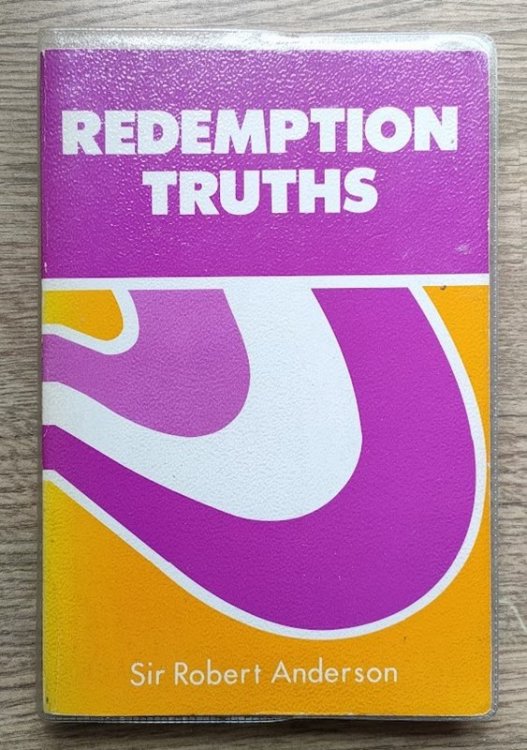 REDEMPTION
TRUTHS
Sir Robert Anderson